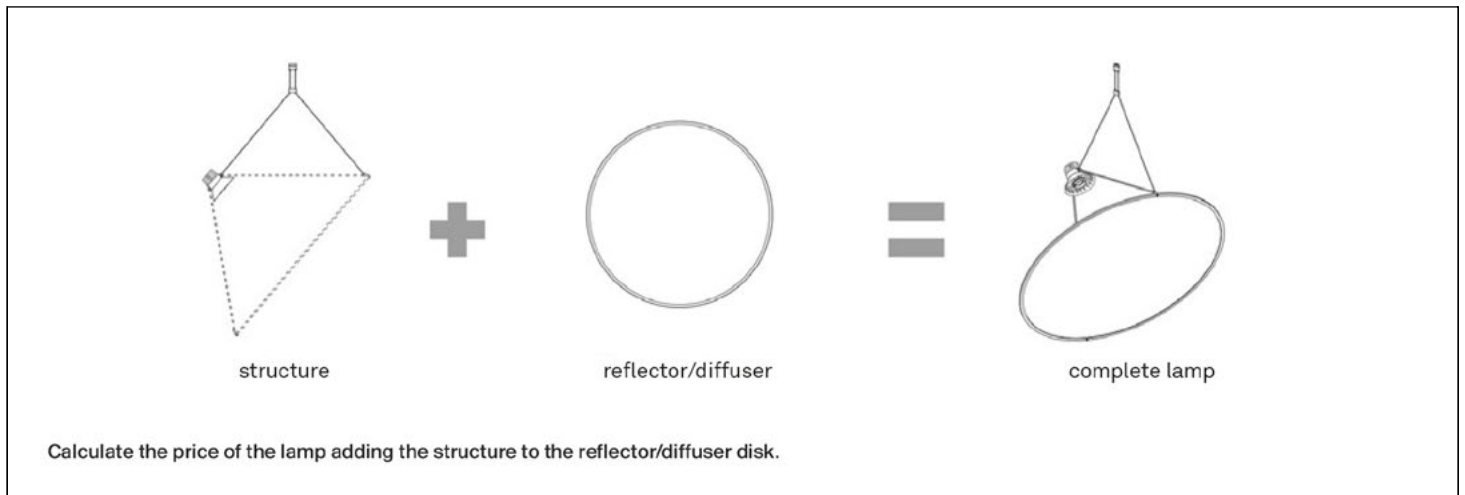 structure
reflector/diffuser
complete lamp
Calculate the price of the lamp adding the structure to the reflector/diffuser disk.